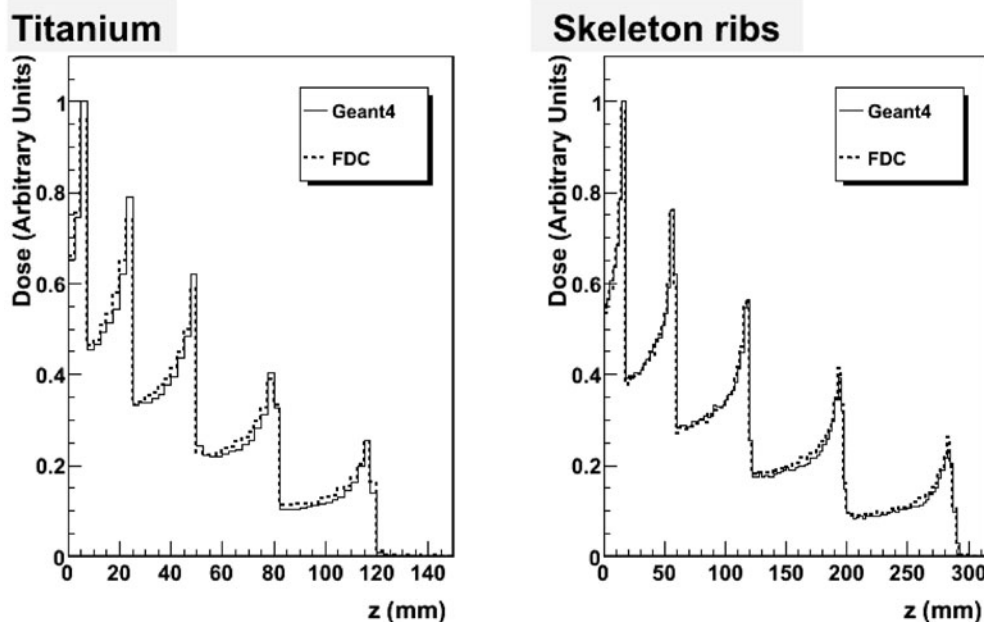 Titanium
Dose (Arbitrary Units)
1
0.8
0.6
0.4
0.2
0
0 20 40 60 80 100 120 140
z (mm)
Geant4
FDC
Skeleton ribs
Dose (Arbitrary Units)
1
0.8
0.6
0.4
0.2
0
0 50 100 150 200 250 300
z (mm)
Geant4
FDC